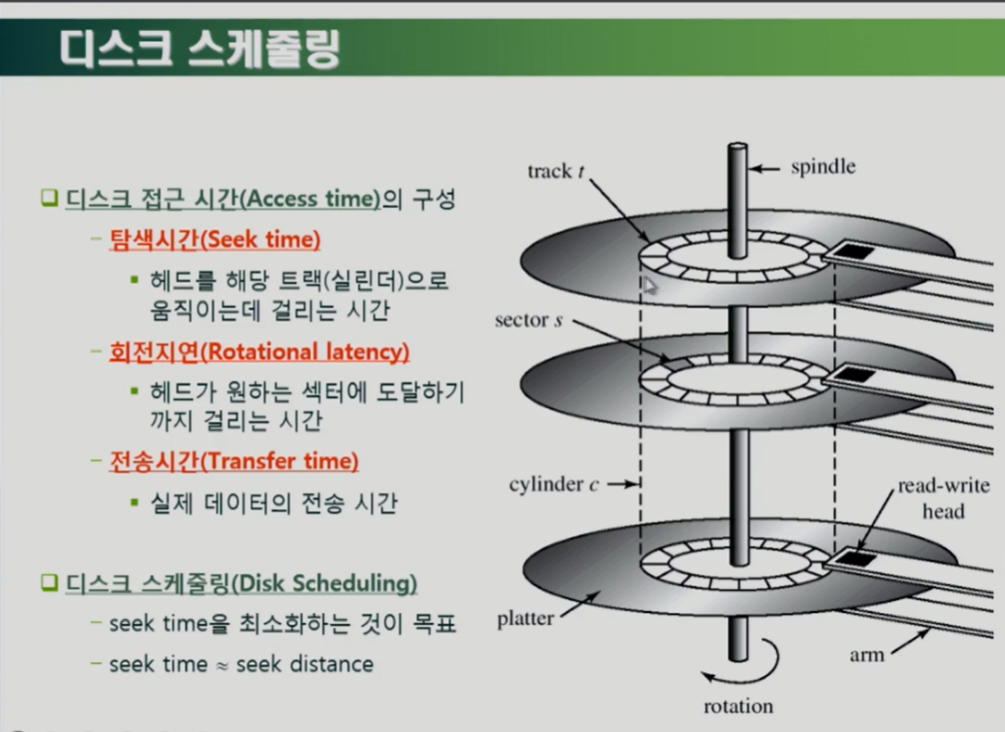 디스크 스케줄링
❑ 디스크 접근 시간(Access time)의 구성
– 탐색시간(Seek time)
▪ 헤드를 해당 트랙(실린더)으로
움직이는데 걸리는 시간
– 회전지연(Rotational latency)
▪ 헤드가 원하는 섹터에 도달하기
까지 걸리는 시간
– 전송시간(Transfer time)
▪ 실제 데이터의 전송 시간
❑ 디스크 스케줄링(Disk Scheduling)
– seek time을 최소화하는 것이 목표
– seek time ≈ seek distance
track t
spindle
sector s
cylinder c
read-write
head
platter
arm
rotation